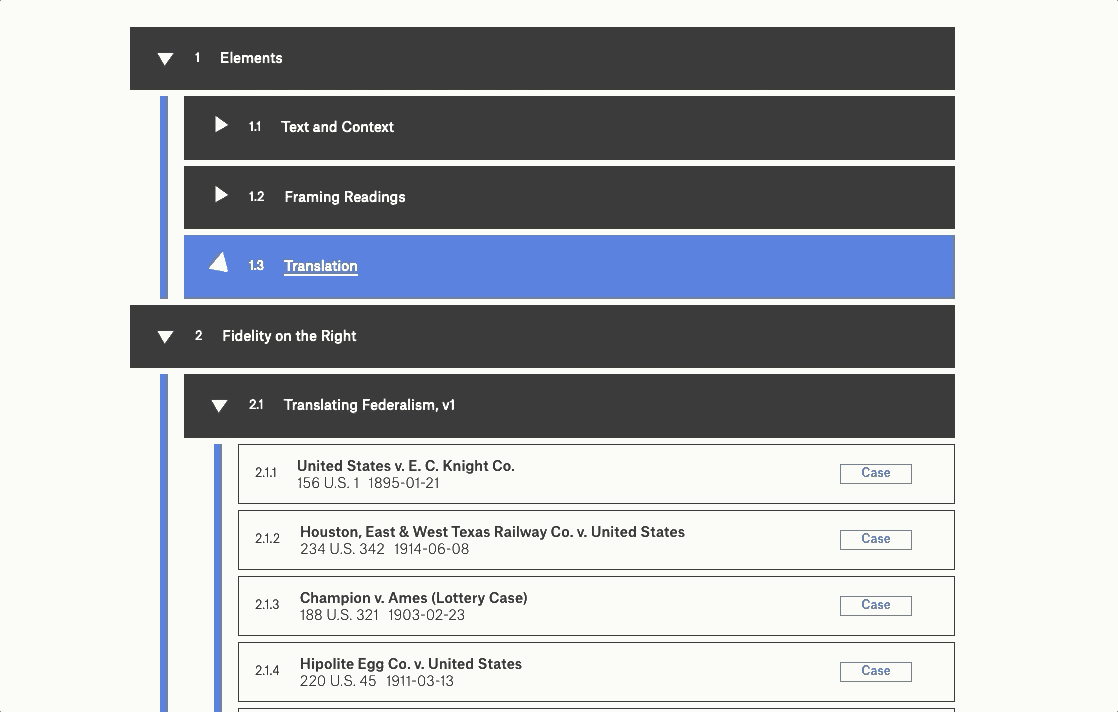 1 Elements
1.1 Text and Context
1.2 Framing Readings
1.3 Translation
2 Fidelity on the Right
2.1 Translating Federalism, v1
2.1.1 United States v. E. C. Knight Co. Case
156 U.S. 1 1895-01-21
2.1.2 Houston, East & West Texas Railway Co. v. United States Case
234 U.S. 342 1914-06-08
2.1.3 Champion v. Ames (Lottery Case) Case
188 U.S. 321 1903-02-23
2.1.4 Hipolite Egg Co. v. United States Case
220 U.S. 45 1911-03-13